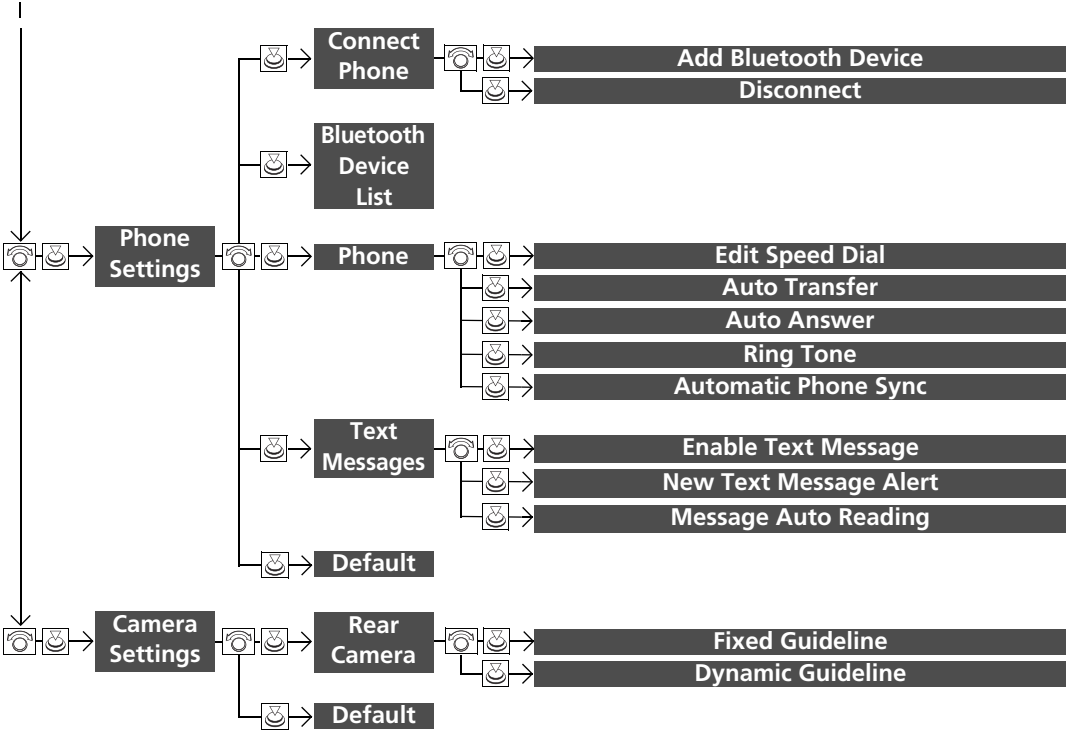 Connect
Phone
Add Bluetooth Device
Disconnect
Bluetooth
Device
List
Phone
Settings
Phone
Edit Speed Dial
Auto Transfer
Auto Answer
Ring Tone
Automatic Phone Sync
Text
Messages
Enable Text Message
New Text Message Alert
Message Auto Reading
Default
Camera
Settings
Rear
Camera
Fixed Guideline
Dynamic Guideline
Default